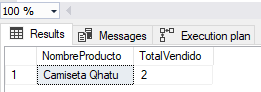 100 %
Results Messages Execution plan
NombreProducto TotalVendido
1 Camiseta Qhatu 2